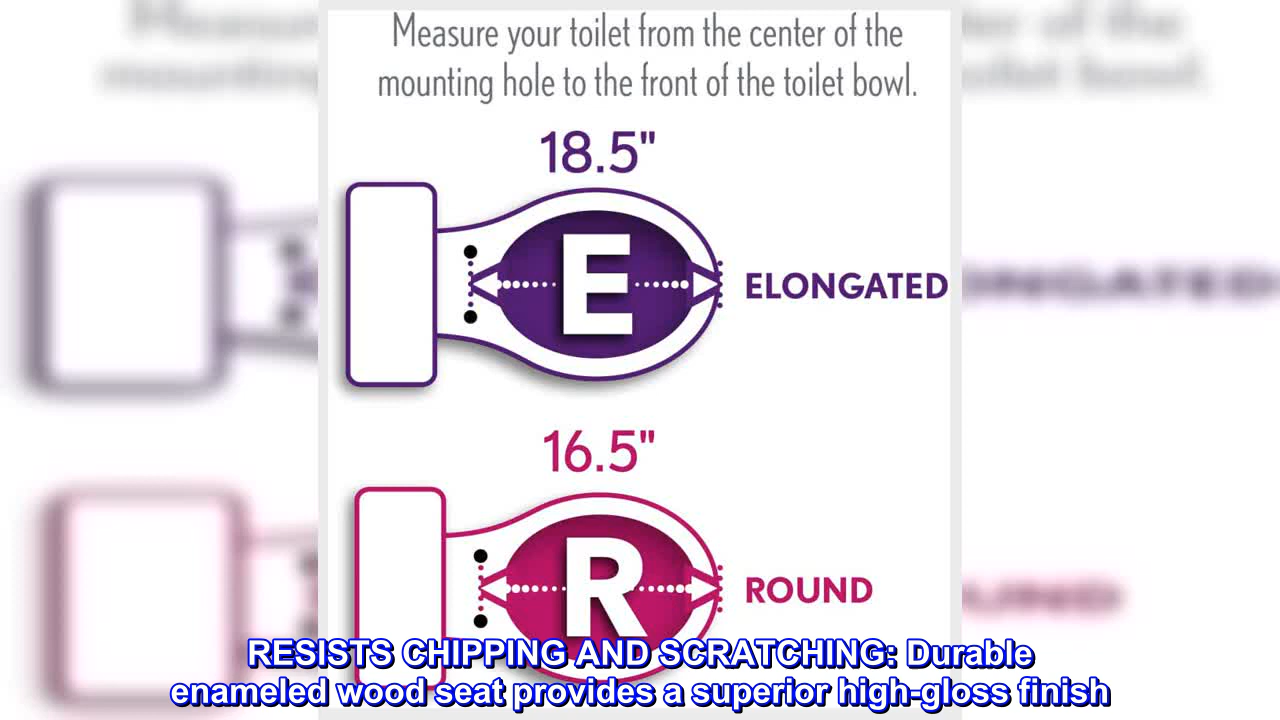 Measure your toilet from the center of the
mounting hole to the front of the toilet bowl.
18.5"
E
ELONGATED
16.5"
R
ROUND
RESISTS CHIPPING AND SCRATCHING: Durable
enameled wood seat provides a superior high-gloss finish